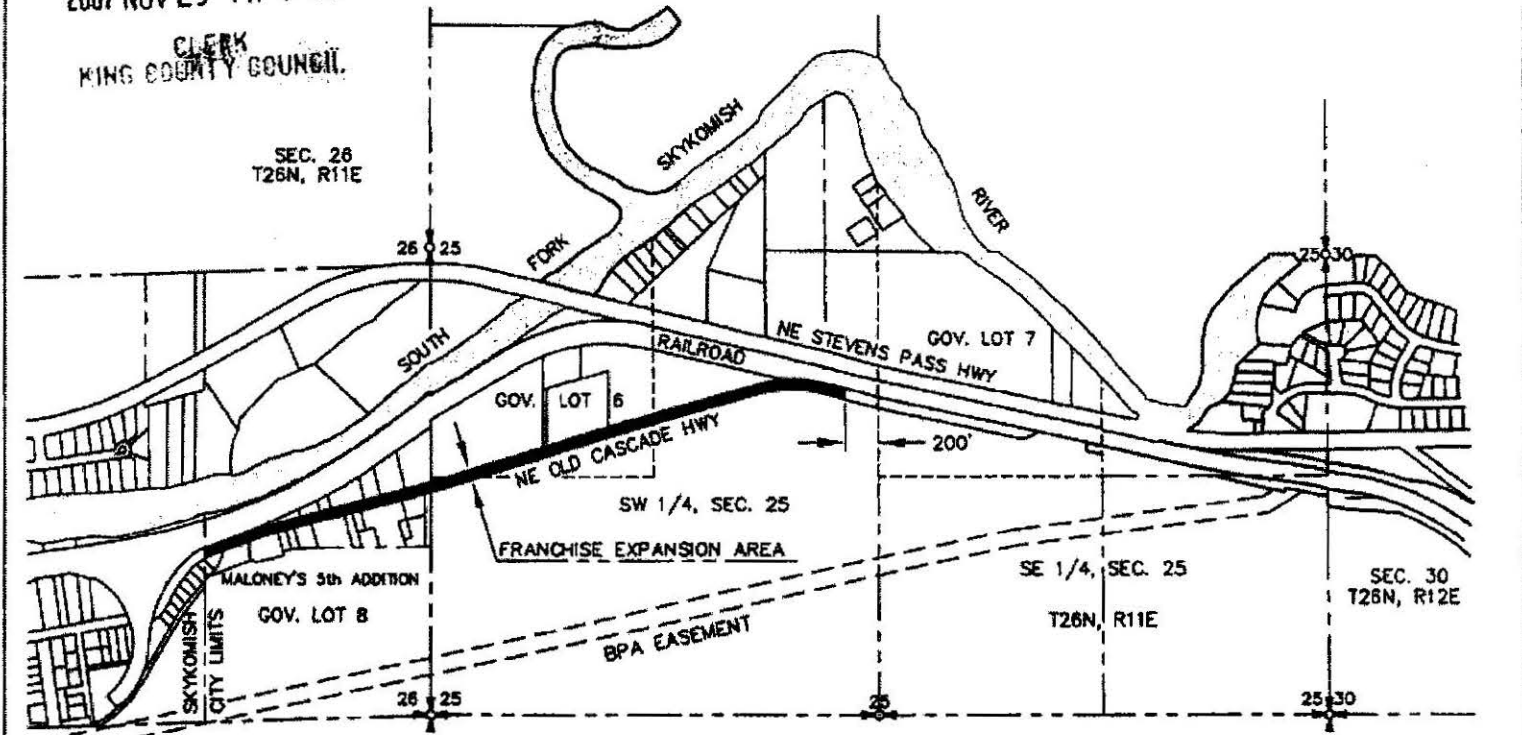 2007 NOV 29
CLERK
KING COUNTY COUNCIL.
SEC. 26
T26N, R11E
SKYKOMISH
RIVER
26 25
FORK
25 30
SOUTH
RAILROAD
NE STEVENS PASS HWY
GOV. LOT 7
GOV. LOT 6
NE OLD CASCADE HWY
200'
SW 1/4, SEC. 25
FRANCHISE EXPANSION AREA
MALONEY'S 5th ADDITION
GOV. LOT 8
SE 1/4, SEC. 25
T26N, R11E
SEC. 30
T26N, R12E
BPA EASEMENT
SKYKOMISH
CITY LIMITS
26 25
25
25 30